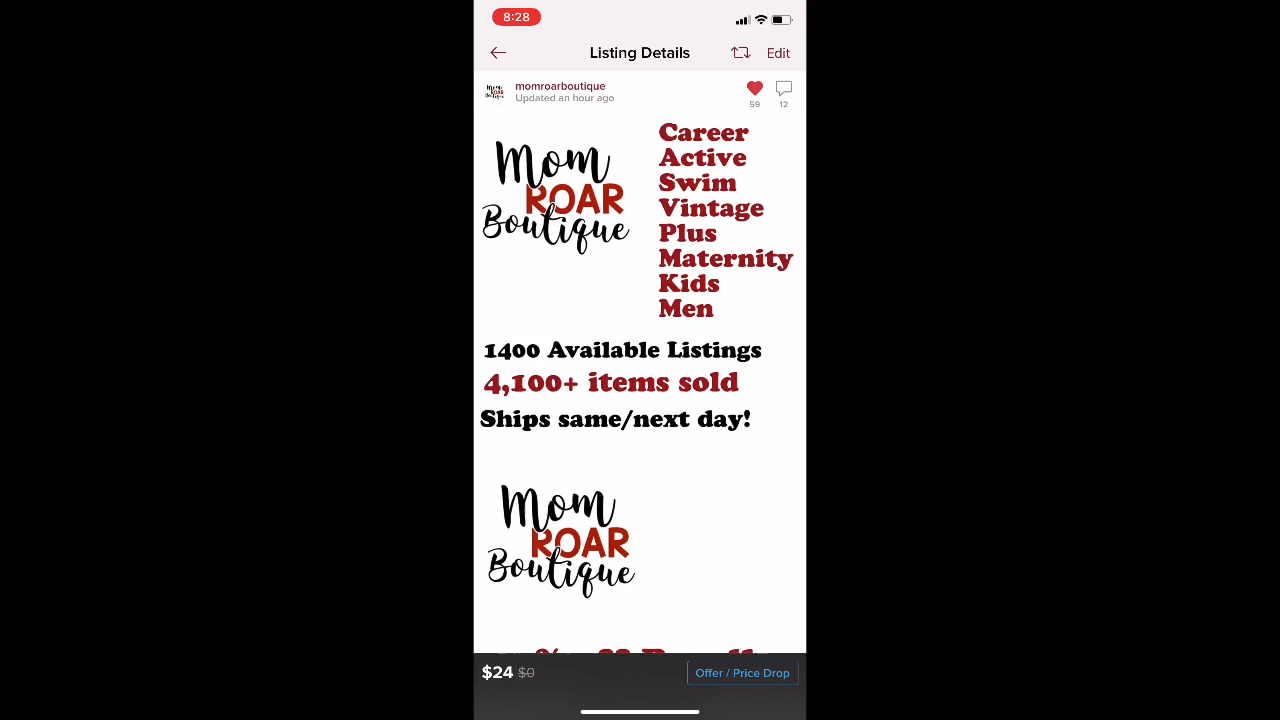 8:28
Listing Details
Edit
momroarboutique
Updated an hour ago
59
12
Mom
ROAR
Boutique
Career
Active
Swim
Vintage
Plus
Maternity
Kids
Men
1400 Available Listings
4,100+ items sold
Ships same/next day!
Mom
ROAR
Boutique
$24 $0
Offer / Price Drop